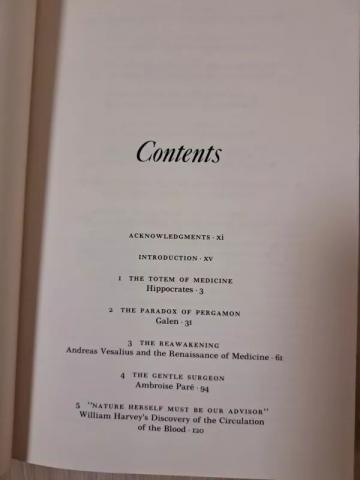 Contents
ACKNOWLEDGMENTS · xi
INTRODUCTION · xv
1 THE TOTEM OF MEDICINE
Hippocrates · 3
2 THE PARADOX OF PERGAMON
Galen · 31
3 THE REAWAKENING
Andreas Vesalius and the Renaissance of Medicine · 61
4 THE GENTLE SURGEON
Ambroise Paré · 94
5 "NATURE HERSELF MUST BE OUR ADVISOR"
William Harvey's Discovery of the Circulation
of the Blood · 120